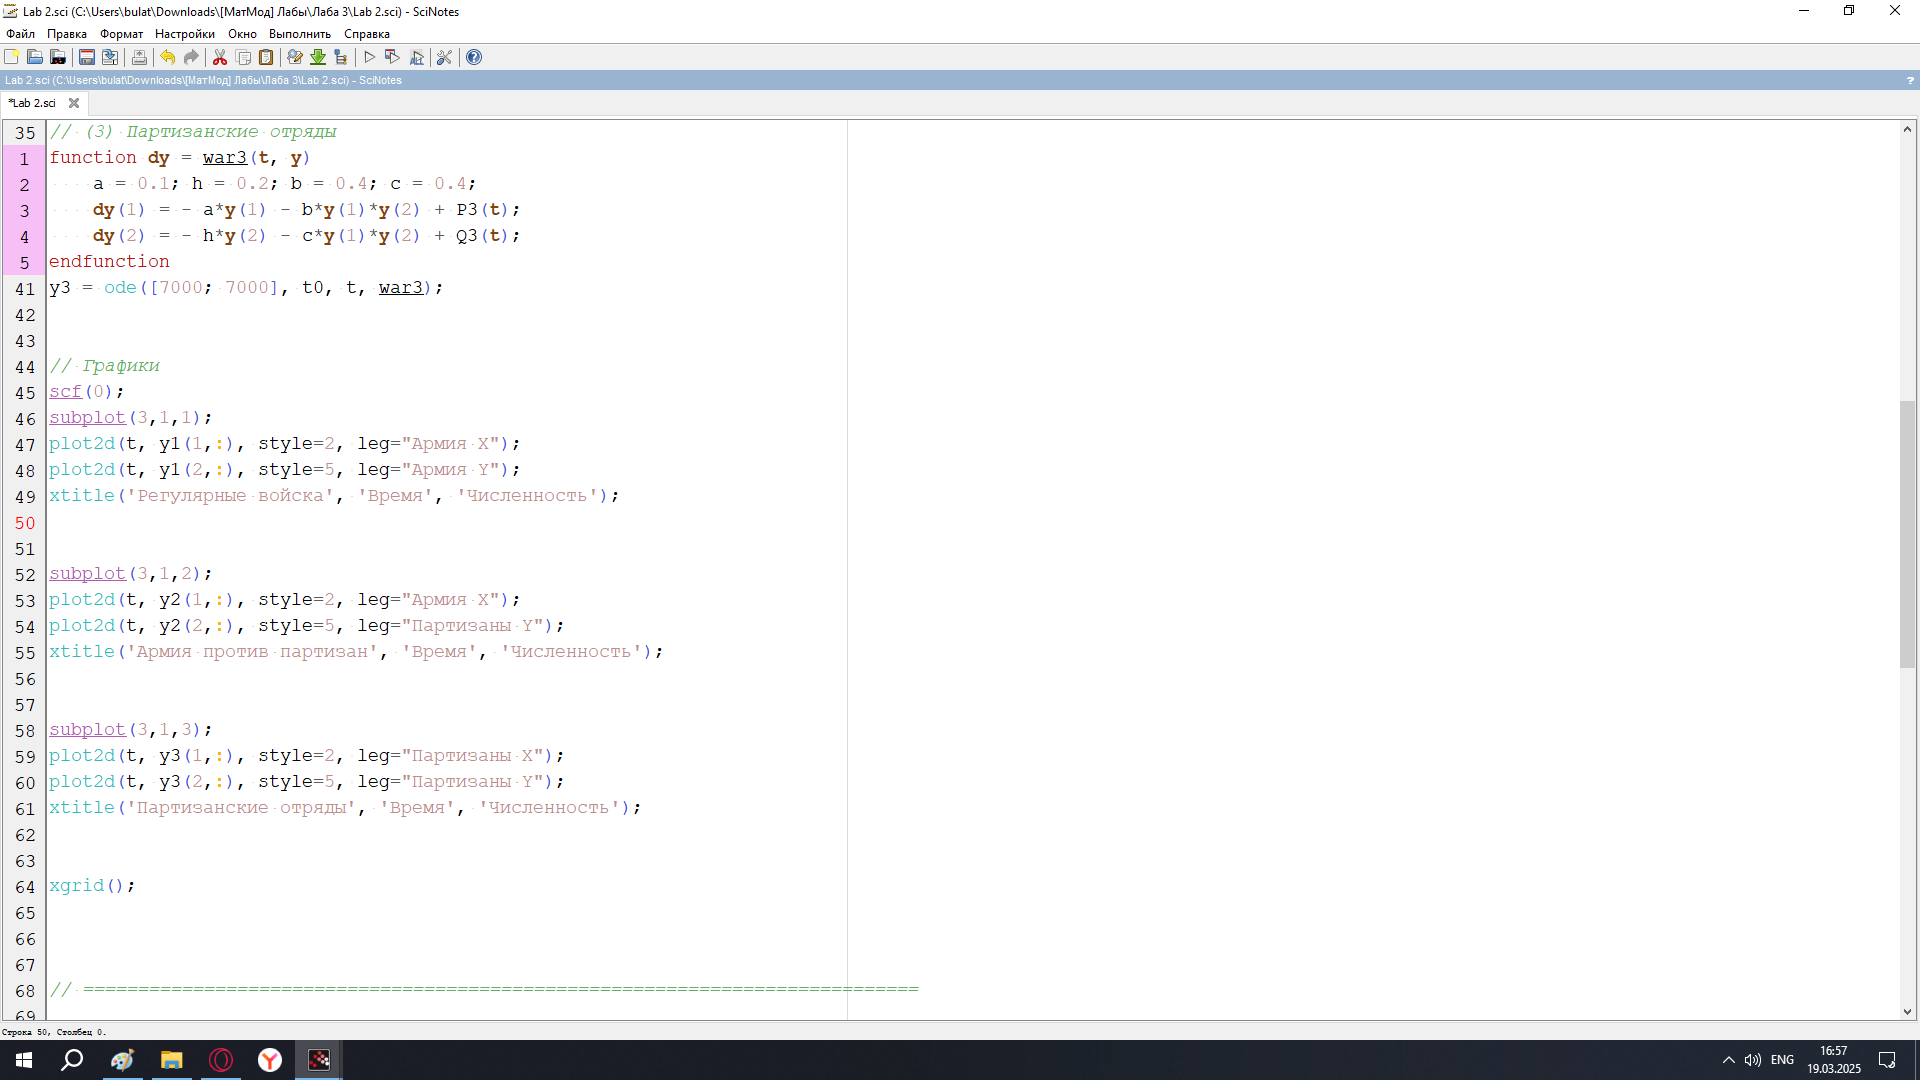 Lab 2.sci (C:\Users\bulat\Downloads\[МатМод] Лабы\Лаба 3\Lab 2.sci) - SciNotes
Файл Правка Формат Настройки Окно Выполнить Справка
Lab 2.sci (C:\Users\bulat\Downloads\[МатМод] Лабы\Лаба 3\Lab 2.sci) - SciNotes
?
*Lab 2.sci
35 // (3) Партизанские отряды
1 function dy = war3(t, y)
2 a = 0.1; h = 0.2; b = 0.4; c = 0.4;
3 dy(1) = - a*y(1) - b*y(1)*y(2) + P3(t);
4 dy(2) = - h*y(2) - c*y(1)*y(2) + Q3(t);
5 endfunction
41 y3 = ode([7000; 7000], t0, t, war3);
42
43
44 // Графики
45 scf(0);
46 subplot(3,1,1);
47 plot2d(t, y1(1,:), style=2, leg="Армия X");
48 plot2d(t, y1(2,:), style=5, leg="Армия Y");
49 xtitle('Регулярные войска', 'Время', 'Численность');
50
51
52 subplot(3,1,2);
53 plot2d(t, y2(1,:), style=2, leg="Армия X");
54 plot2d(t, y2(2,:), style=5, leg="Партизаны Y");
55 xtitle('Армия против партизан', 'Время', 'Численность');
56
57
58 subplot(3,1,3);
59 plot2d(t, y3(1,:), style=2, leg="Партизаны X");
60 plot2d(t, y3(2,:), style=5, leg="Партизаны Y");
61 xtitle('Партизанские отряды', 'Время', 'Численность');
62
63
64 xgrid();
65
66
67
68 // ============================================================================
69
Строка 50, Столбец 0.
ENG
16:57
19.03.2025